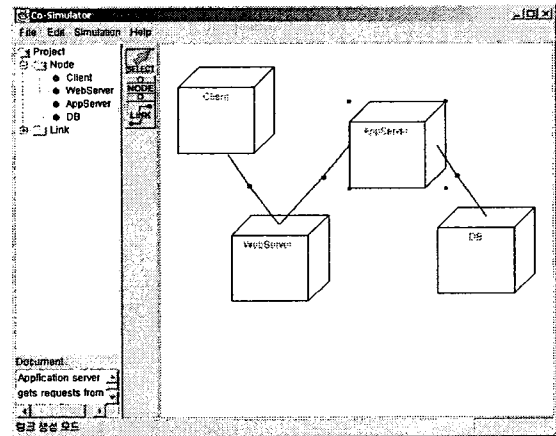 Co-Simulator
File Edit Simulation Help
Project
Node
Client
WebServer
AppServer
DB
Link
SELECT
NODE
LINK
Client
AppServer
WebServer
DB
Document
Application server
gets requests from
링크 생성 모드